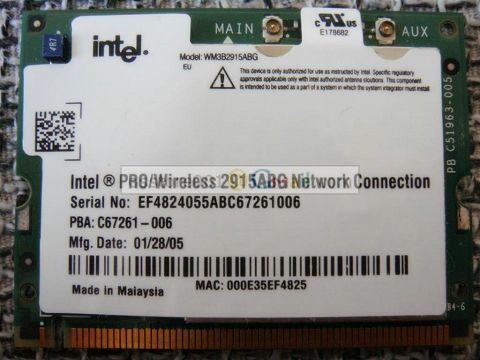 4R7
intel.
MAIN
E179682
AUX
Model: WM3B2915ABG
EU
This device is only authorized for use as instructed by Intel. Specific regulatory
approvals applicable only with intel authorized antenna soloutions. This component
is intended to be used as a part of a system in which the system integrator must install
PB C51963-005
Intel ® PRO/Wireless 2915ABG Network Connection
Serial No: EF4824055ABC67261006
PBA: C67261-006
Mfg. Date: 01/28/05
Made in Malaysia
MAC: 000E35EF4825